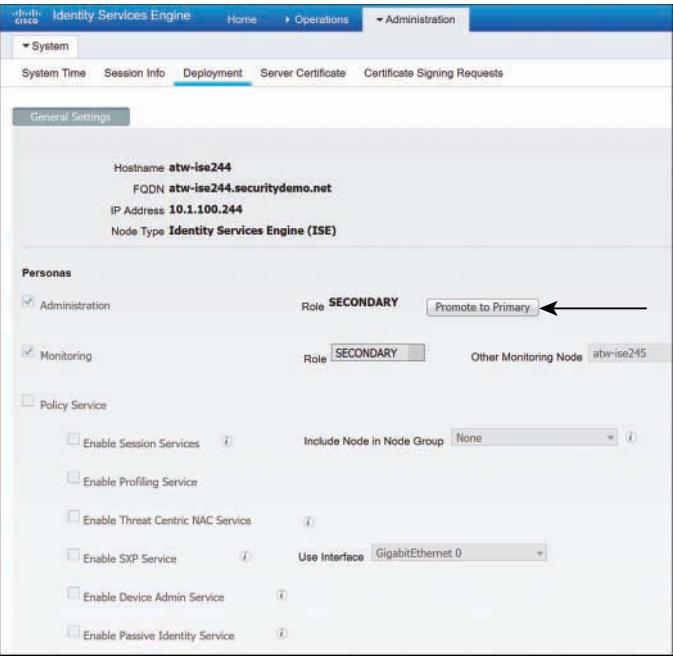 cisco Identity Services Engine Home Operations Administration
System
System Time Session Info Deployment Server Certificate Certificate Signing Requests
General Settings
Hostname atw-ise244
FQDN atw-ise244.securitydemo.net
IP Address 10.1.100.244
Node Type Identity Services Engine (ISE)
Personas
Administration Role SECONDARY Promote to Primary
Monitoring Role SECONDARY Other Monitoring Node atw-ise245
Policy Service
Enable Session Services i Include Node in Node Group None i
Enable Profiling Service
Enable Threat Centric NAC Service i
Enable SXP Service i Use Interface GigabitEthernet 0
Enable Device Admin Service i
Enable Passive Identity Service i